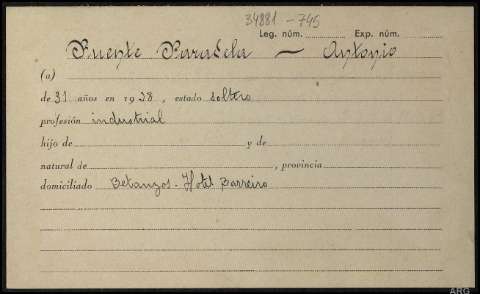 34881-745
Leg. núm. Exp. núm.
Puente Paradela — Antonio
(a)
de 31 años en 1938, estado soltero
profesión industrial
hijo de y de
natural de , provincia
domiciliado Betanzos - Hotel Barreiro
ARG